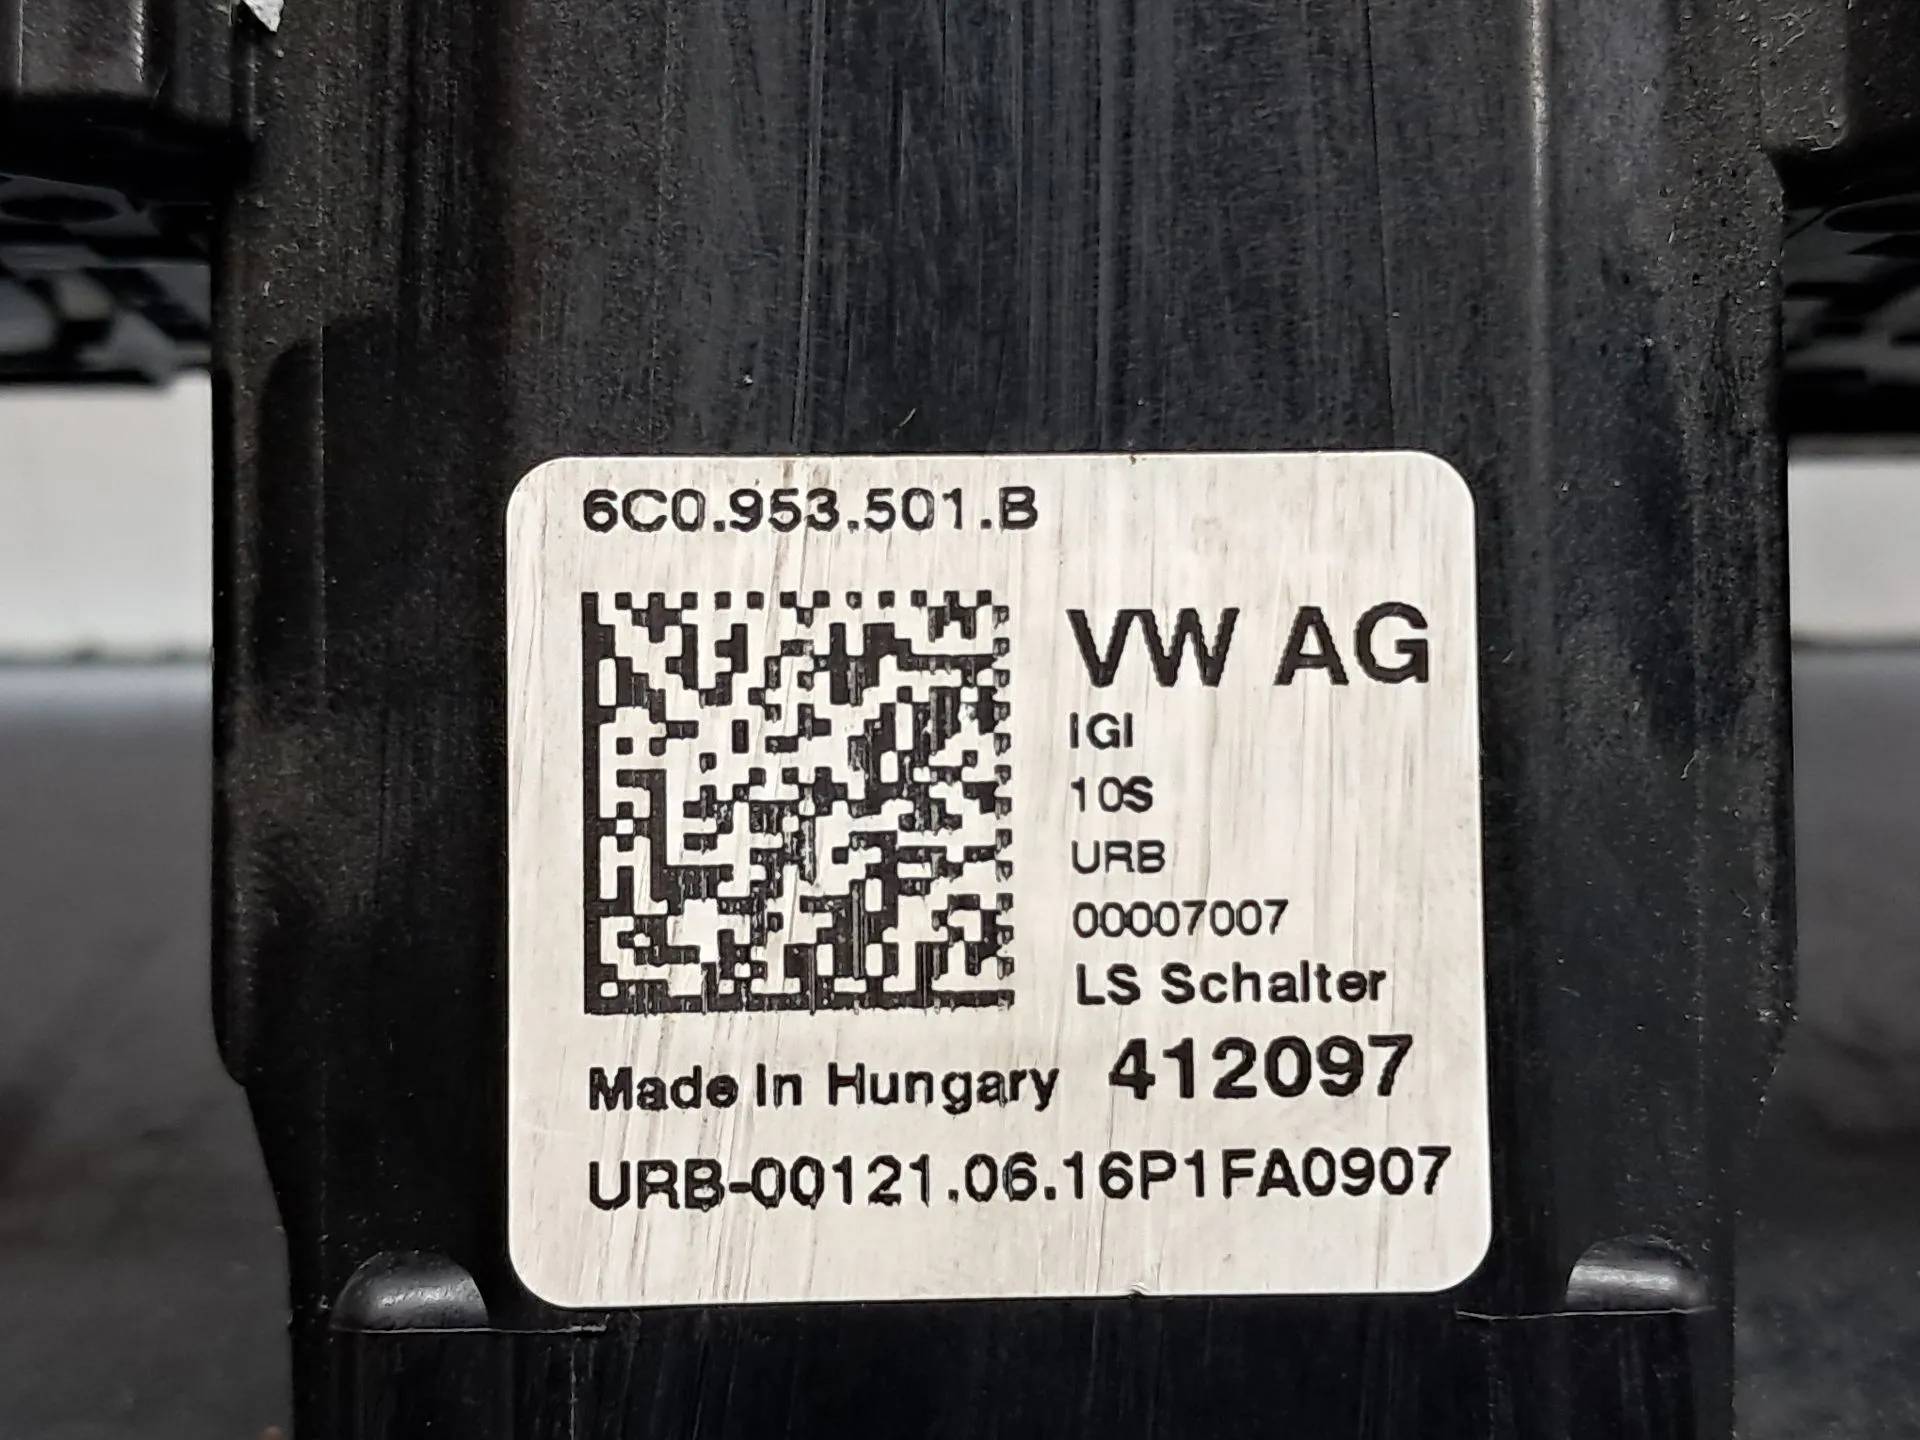 6C0.953.501.B
VW AG
IGI
10S
URB
00007007
LS Schalter
Made In Hungary 412097
URB-00121.06.16P1FA0907